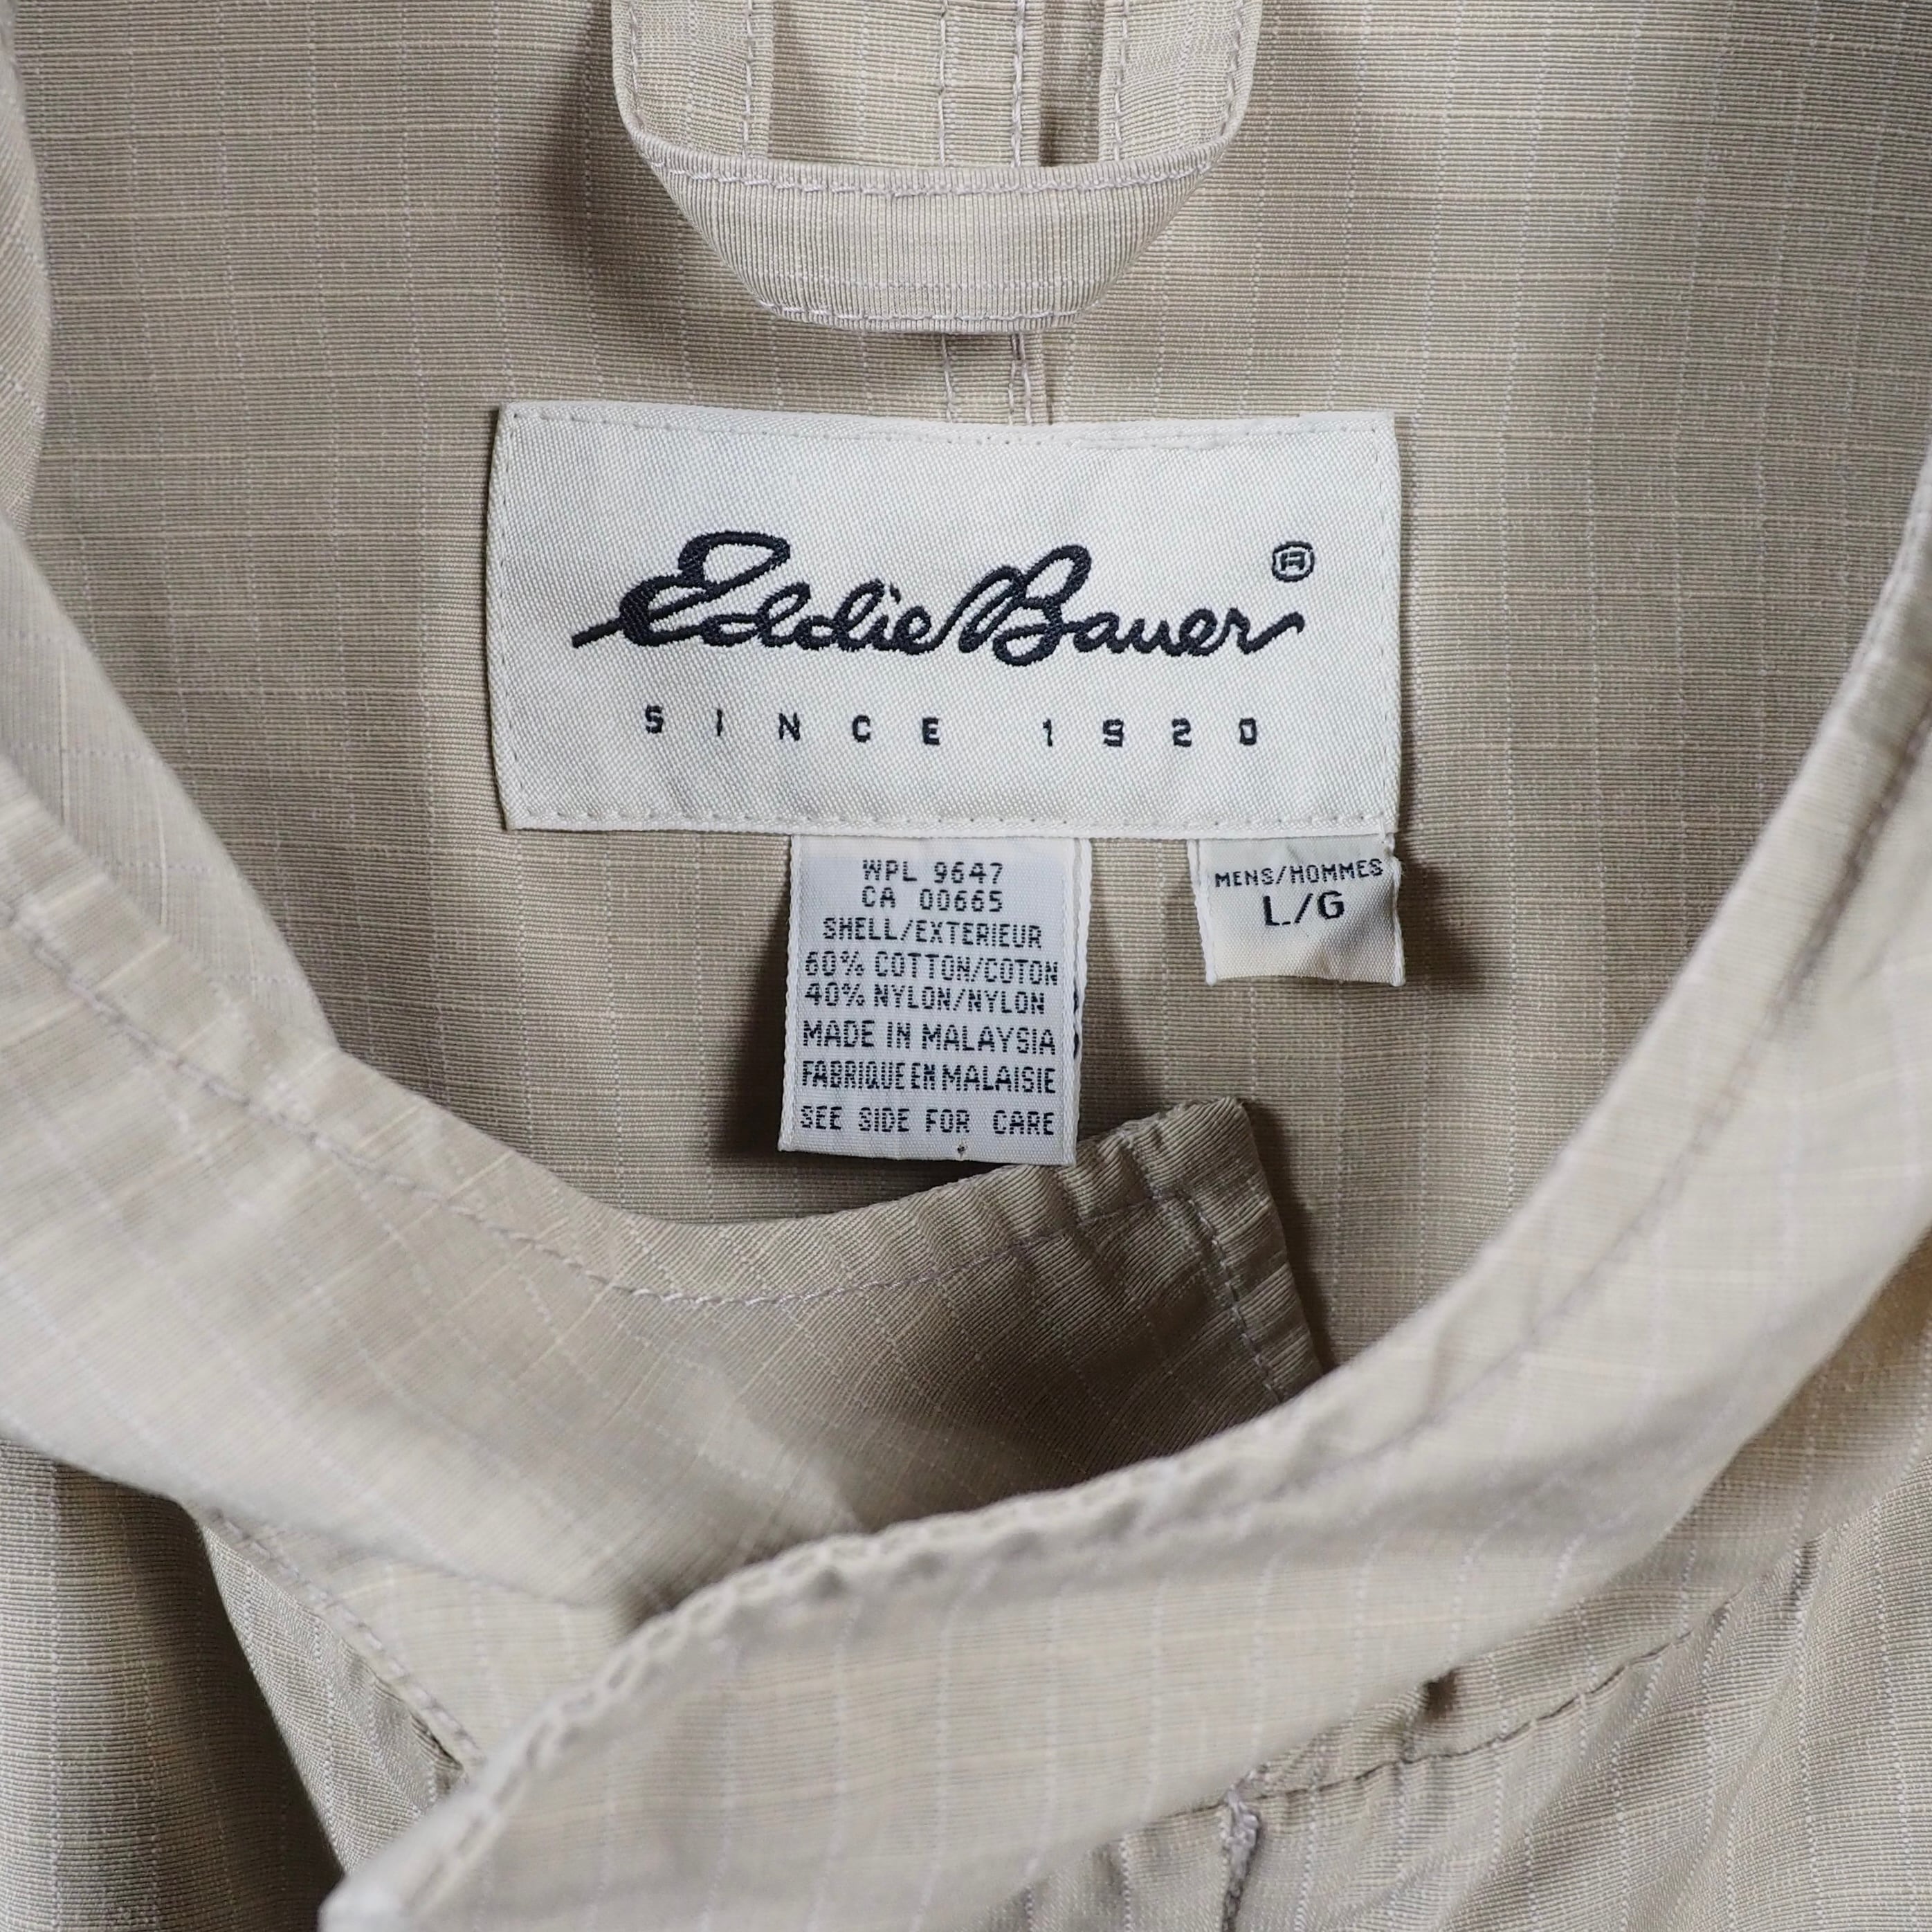 Eddie Bauer ®
SINCE 1920
WPL 9647
CA 00665
SHELL/EXTERIEUR
60% COTTON/COTON
40% NYLON/NYLON
MADE IN MALAYSIA
FABRIQUE EN MALAISIE
SEE SIDE FOR CARE
MENS/HOMMES
L/G